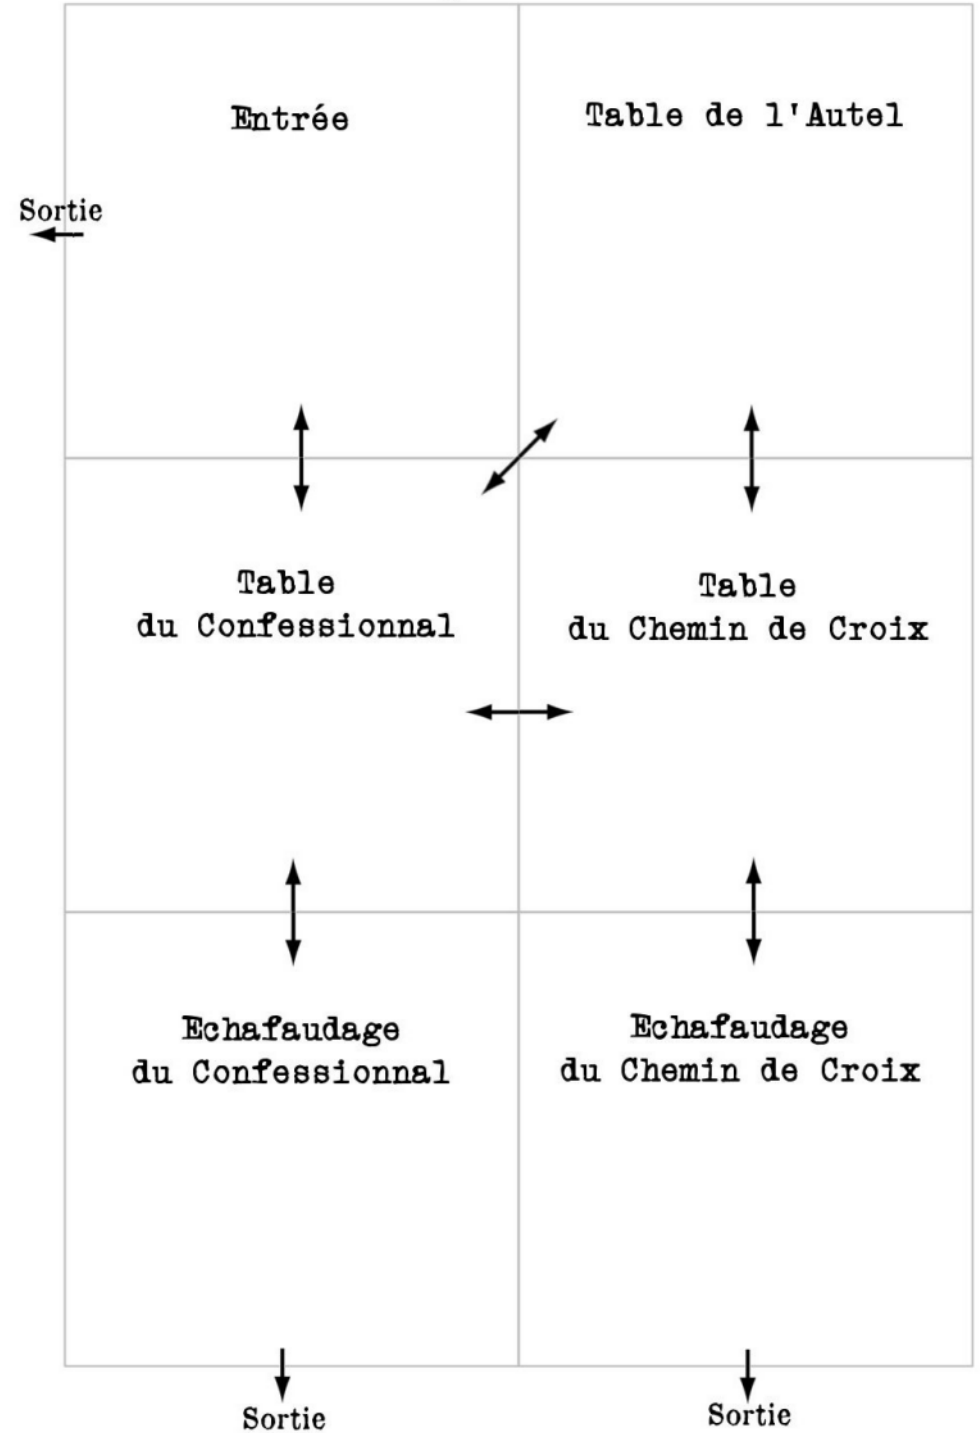 Entrée
Table de l'Autel
Sortie
Table
du Confessionnal
Table
du Chemin de Croix
Echafaudage
du Confessionnal
Echafaudage
du Chemin de Croix
Sortie
Sortie